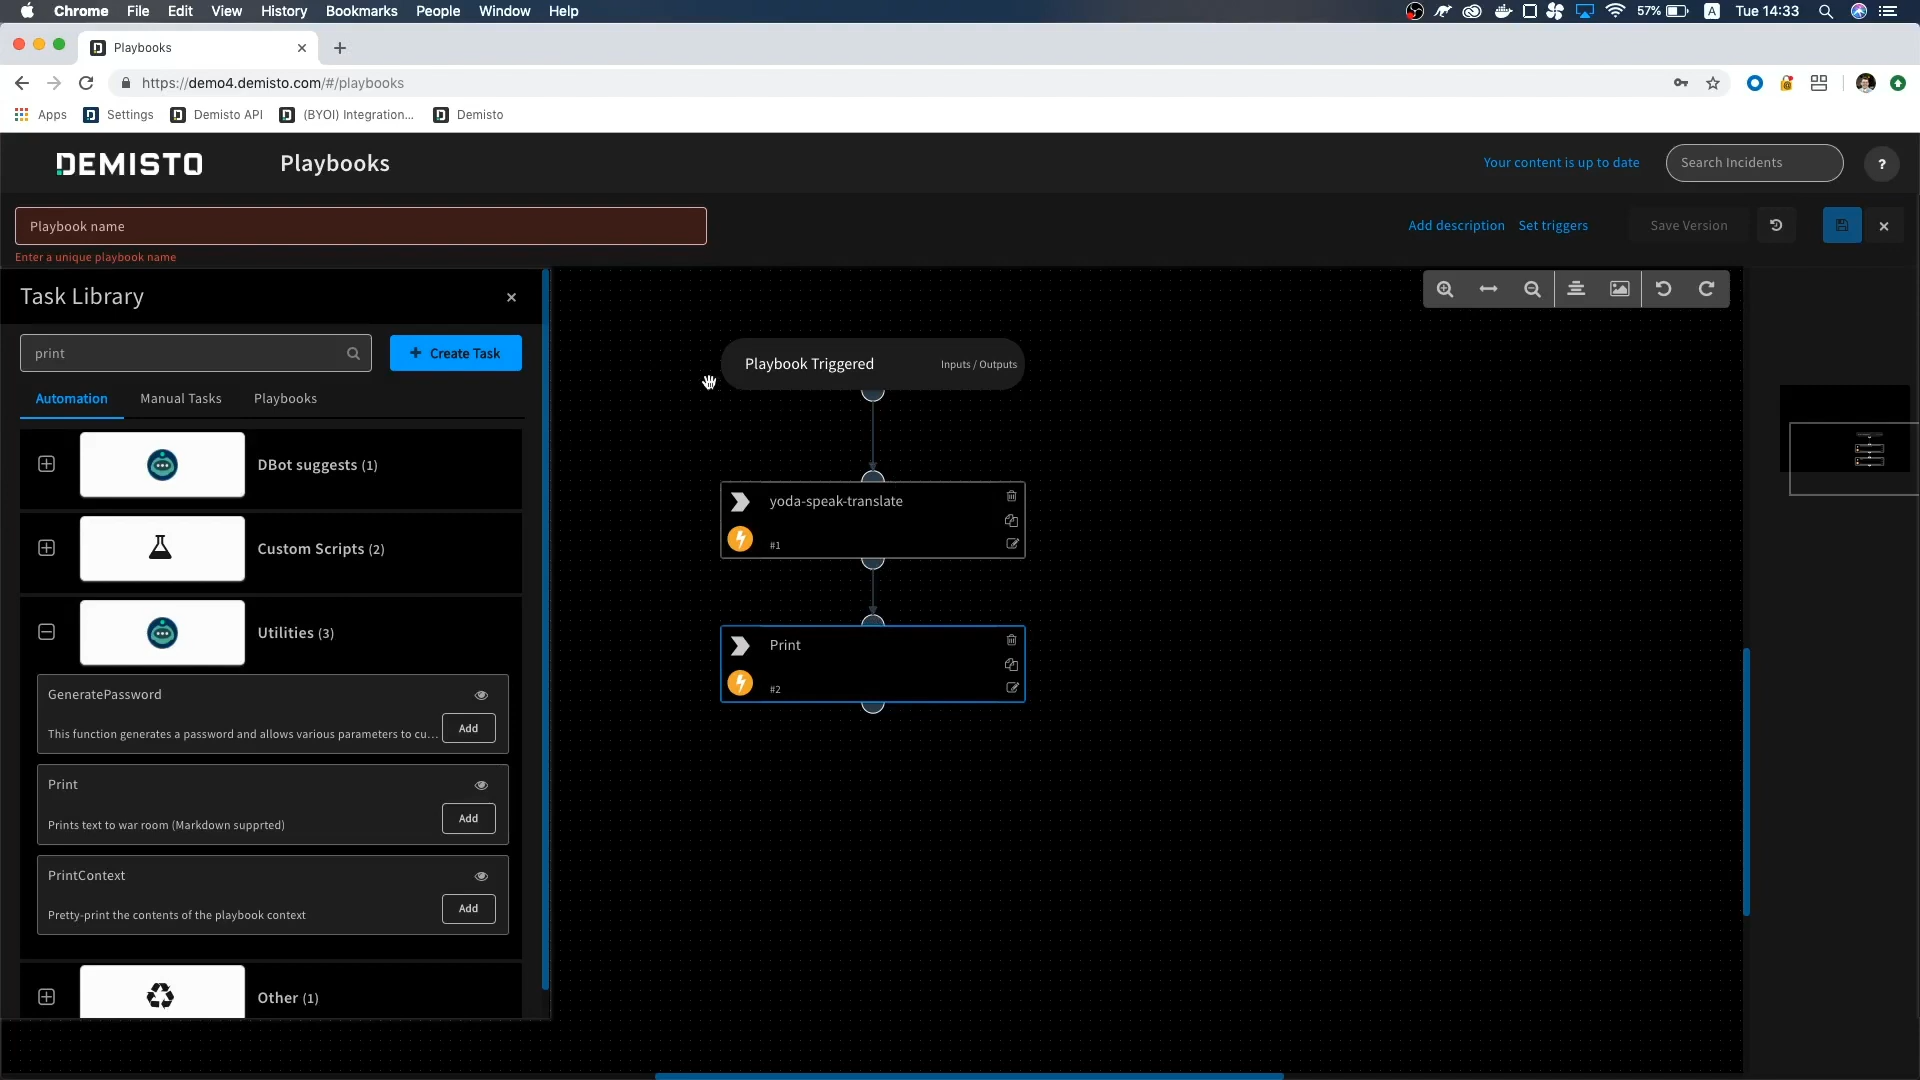 Chrome File Edit View History Bookmarks People Window Help 57% A Tue 14:33
Playbooks
https://demo4.demisto.com/#/playbooks
Apps Settings Demisto API (BYOI) Integration... Demisto
DEMISTO Playbooks Your content is up to date Search Incidents ?
Playbook name Add description Set triggers Save Version
Enter a unique playbook name
Task Library
print Create Task
Automation Manual Tasks Playbooks
DBot suggests (1)
Custom Scripts (2)
Utilities (3)
GeneratePassword
This function generates a password and allows various parameters to cu... Add
Print
Prints text to war room (Markdown supprted) Add
PrintContext
Pretty-print the contents of the playbook context Add
Other (1)
Playbook Triggered Inputs / Outputs
yoda-speak-translate
#1
Print
#2